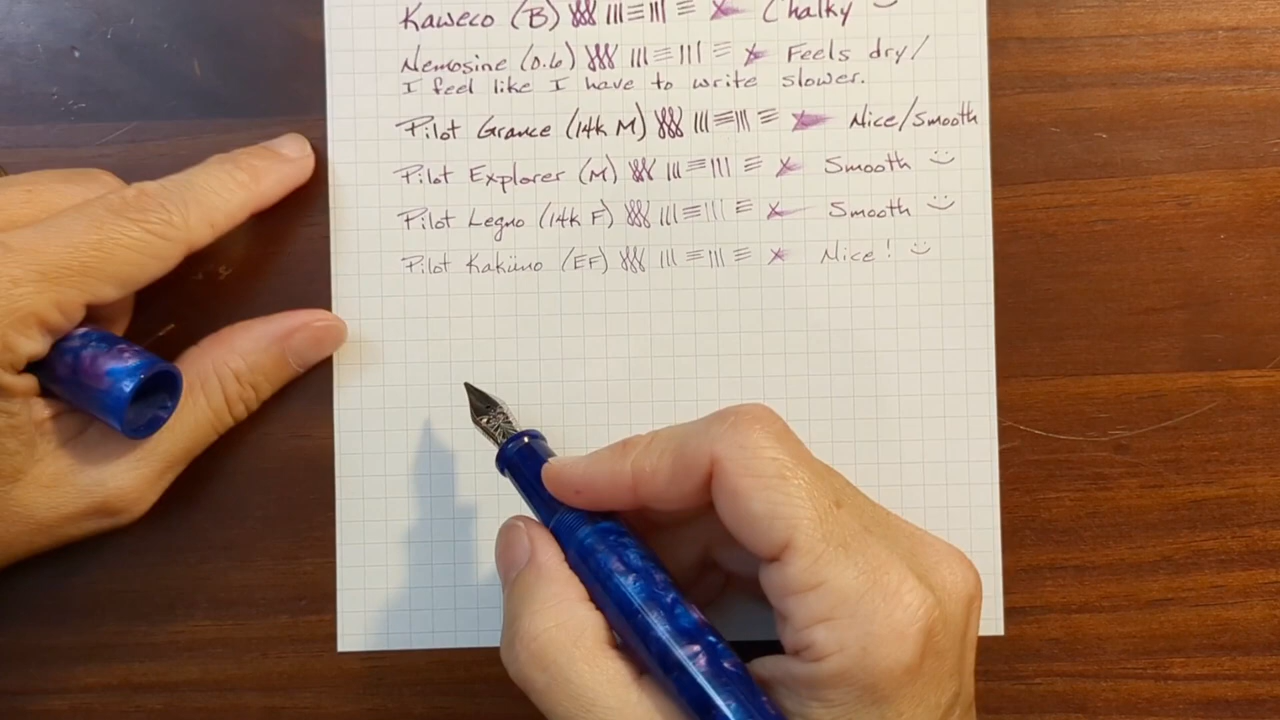 Kaweco (B) Chalky
Nemosine (0.6) Feels dry/
I feel like I have to write slower.
Pilot Grance (14k M) Nice/Smooth
Pilot Explorer (M) Smooth
Pilot Legno (14k F) Smooth
Pilot Kaküno (EF) Nice!